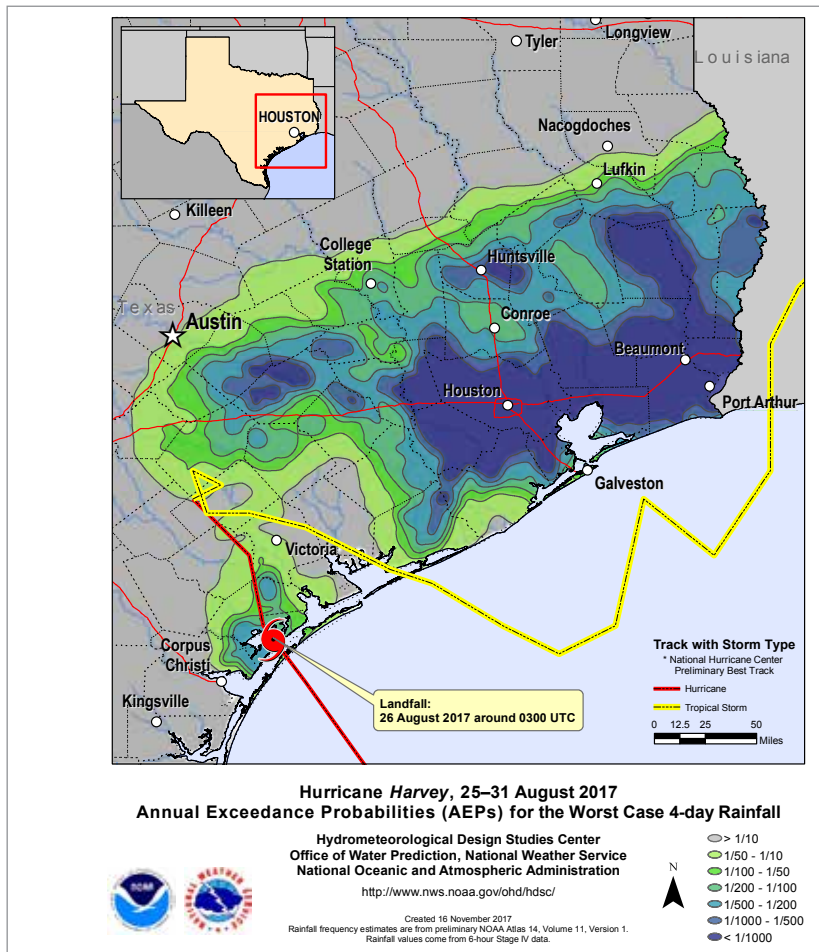 Longview
Tyler
Louisiana
HOUSTON
Nacogdoches
Lufkin
Killeen
College
Station
Huntsville
Texas
Austin
Conroe
Beaumont
Houston
Port Arthur
Galveston
Victoria
Corpus
Christi
Kingsville
Landfall:
26 August 2017 around 0300 UTC
Track with Storm Type
* National Hurricane Center
Preliminary Best Track
Hurricane
Tropical Storm
0 12.5 25 50
Miles
Hurricane Harvey, 25–31 August 2017
Annual Exceedance Probabilities (AEPs) for the Worst Case 4-day Rainfall
Hydrometeorological Design Studies Center
Office of Water Prediction, National Weather Service
National Oceanic and Atmospheric Administration
http://www.nws.noaa.gov/ohd/hdsc/
Created 16 November 2017
Rainfall frequency estimates are from preliminary NOAA Atlas 14, Volume 11, Version 1.
Rainfall values come from 6-hour Stage IV data.
NOAA
NATIONAL WEATHER SERVICE
N
> 1/10
1/50 - 1/10
1/100 - 1/50
1/200 - 1/100
1/500 - 1/200
1/1000 - 1/500
< 1/1000